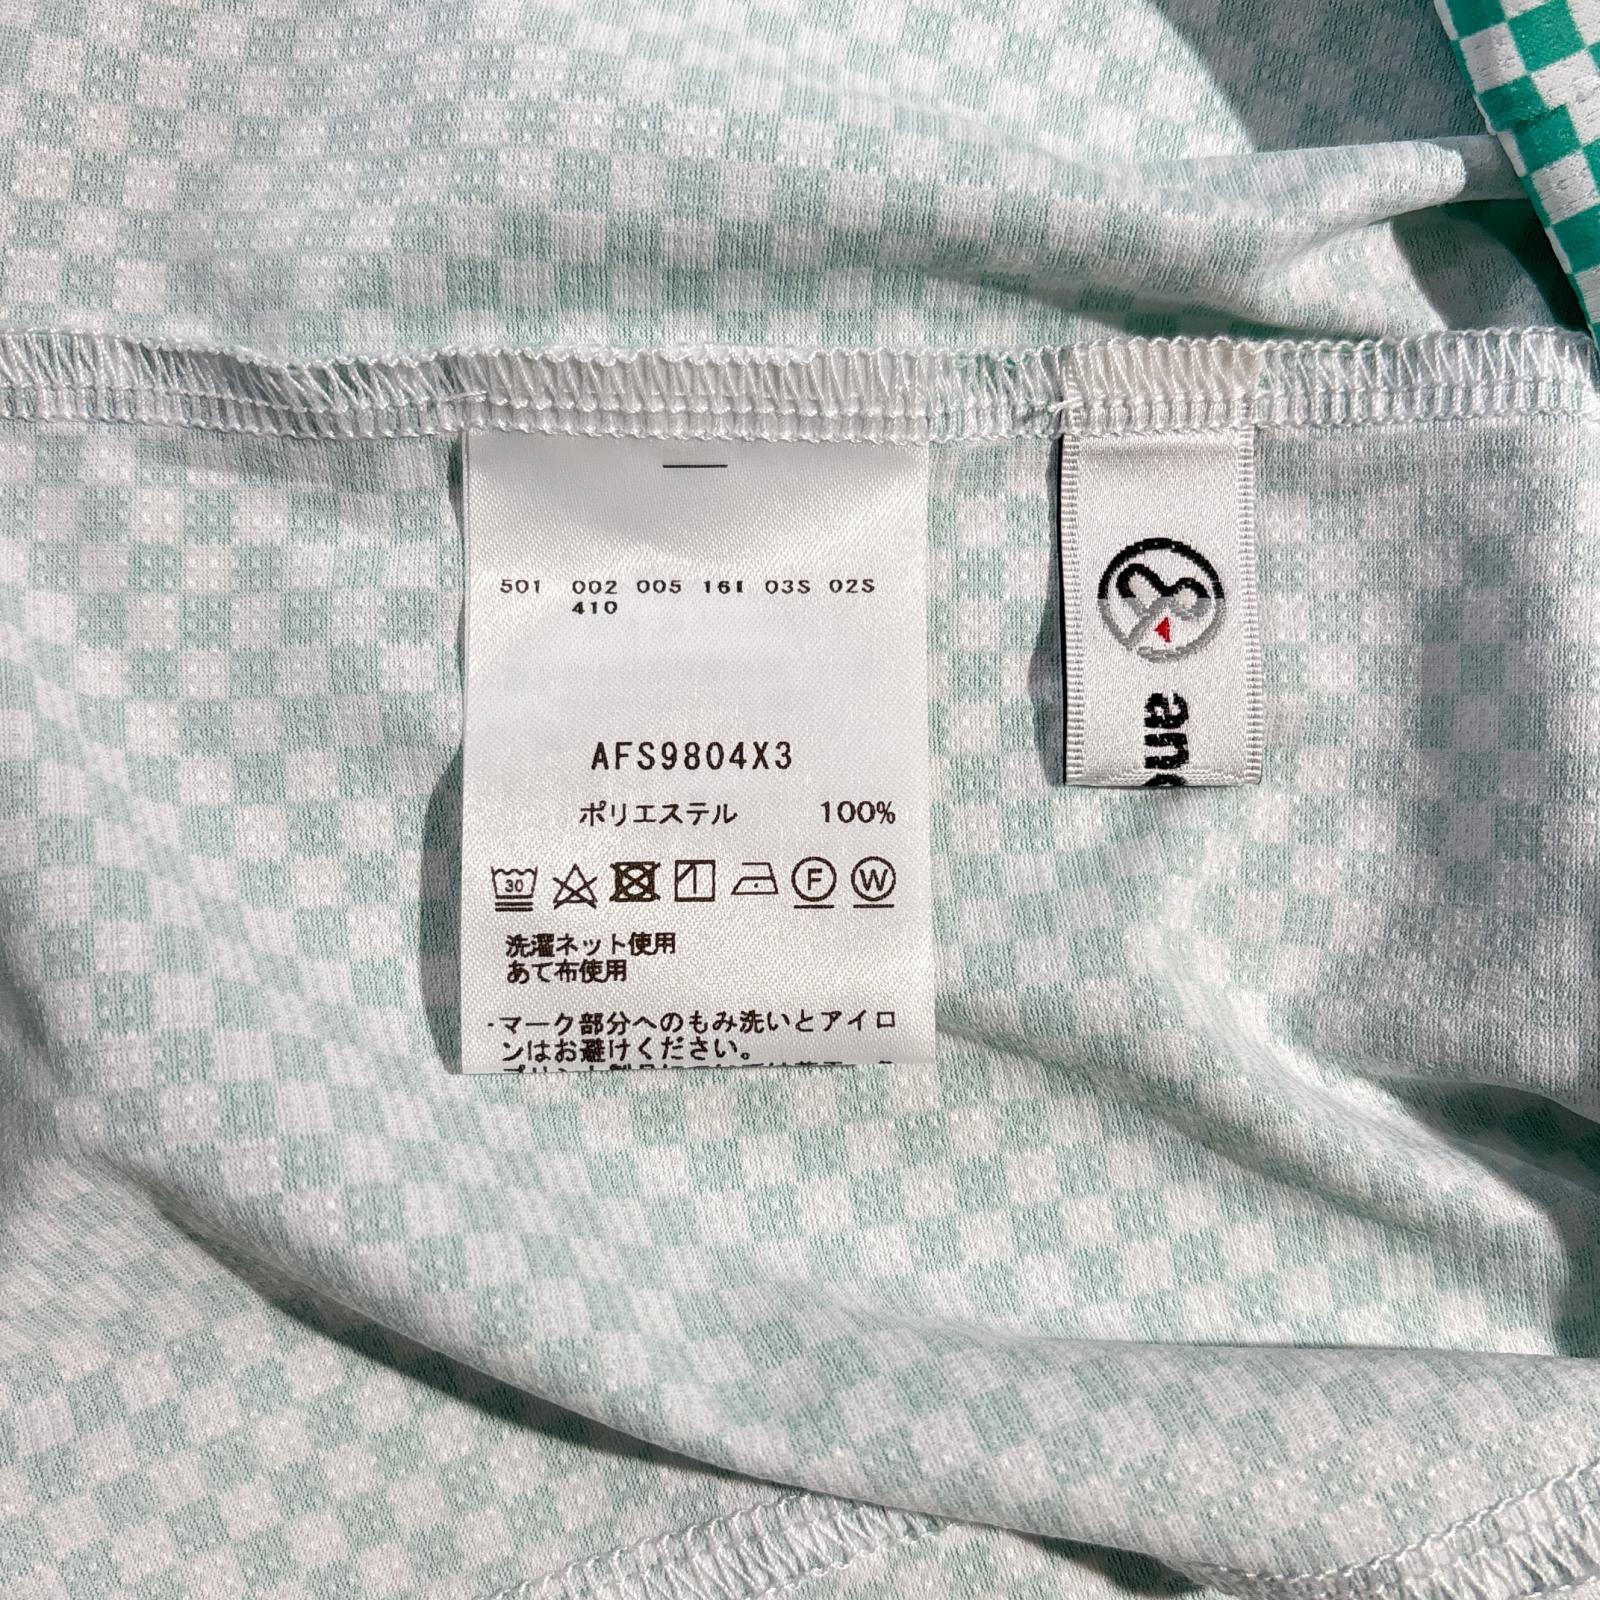 501 002 005 161 03S 02S
410
AFS9804X3
ポリエステル 100%
30
F
W
洗濯ネット使用
あて布使用
・マーク部分へのもみ洗いとアイロ
ンはお避けください。
and